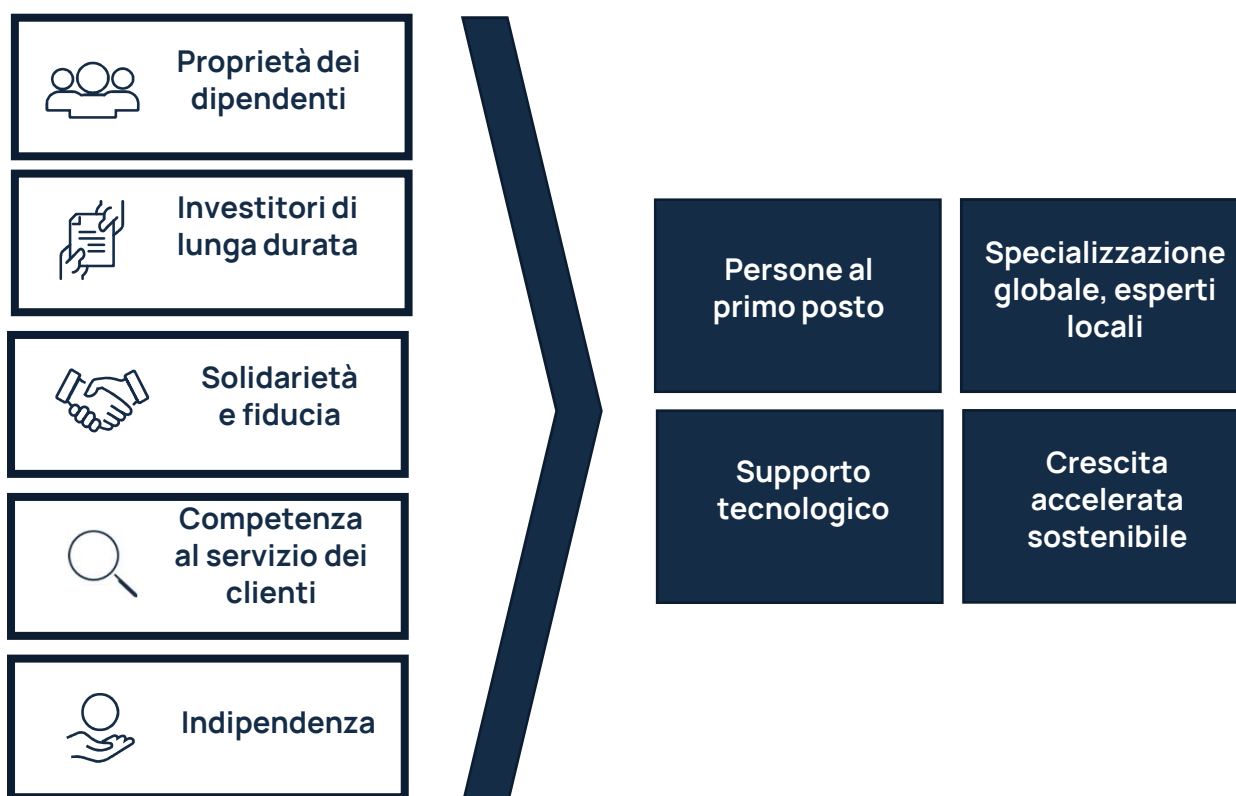 Proprietà dei
dipendenti
Investitori di
lunga durata
Solidarietà
e fiducia
Competenza
al servizio dei
clienti
Indipendenza
Persone al
primo posto
Specializzazione
globale, esperti
locali
Supporto
tecnologico
Crescita
accelerata
sostenibile